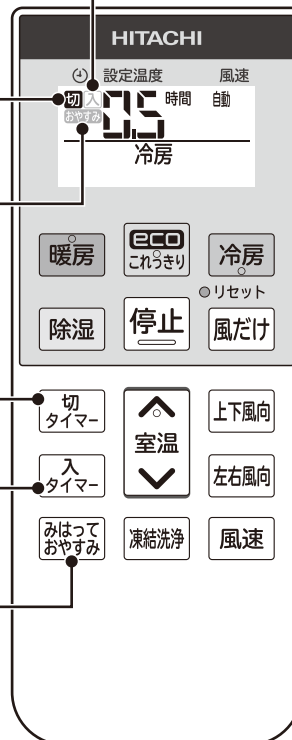 HITACHI
設定温度 風速
切 入 0.5 時間 自動
おやすみ
冷房
暖房 eco これっきり 冷房
リセット
除湿 停止 風だけ
切タイマー 室温 上下風向
入タイマー 左右風向
みはっておやすみ 凍結洗浄 風速